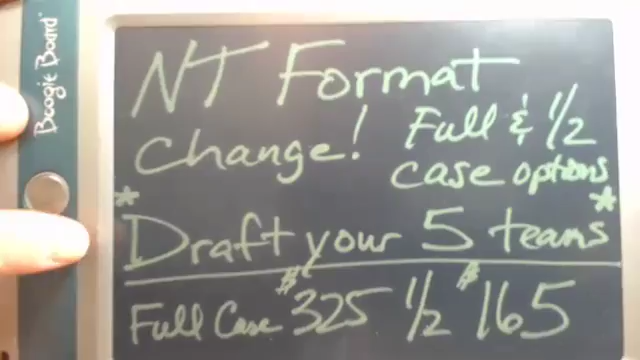 Boogie Board
NT Format
Change! Full & 1/2
case options
* Draft your 5 teams *
Full Case $325 1/2 $165